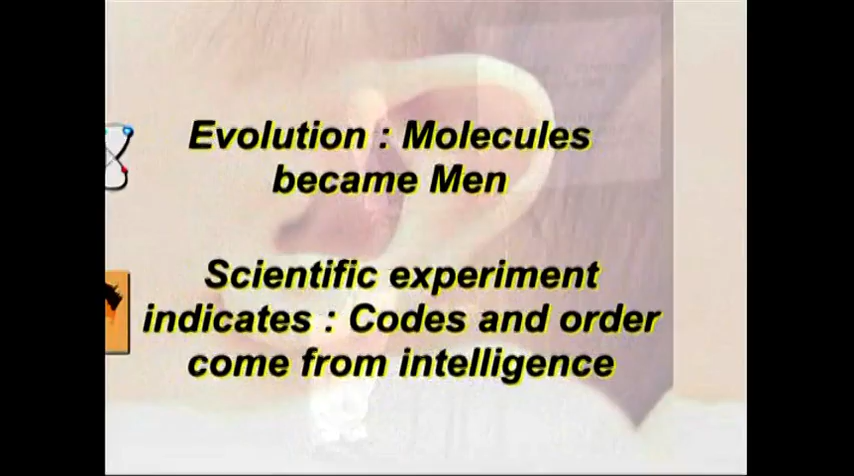 Evolution : Molecules
became Men
Scientific experiment
indicates : Codes and order
come from intelligence